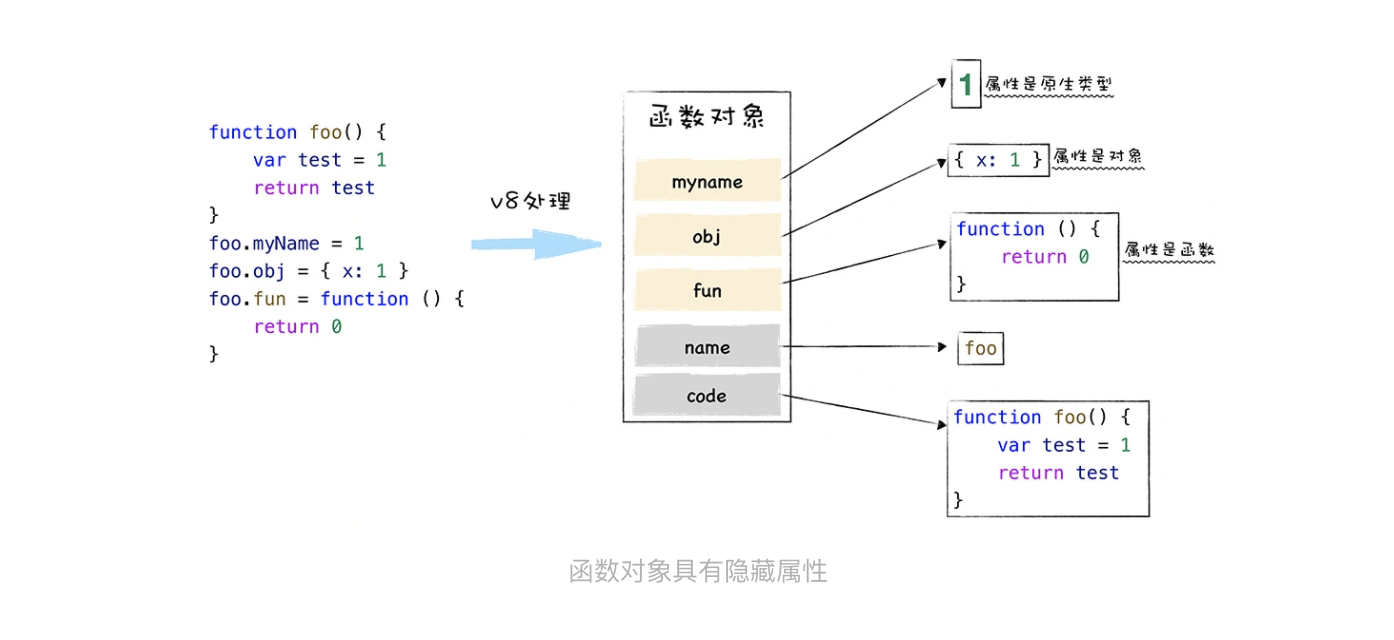 function foo() {
    var test = 1
    return test
}
foo.myName = 1
foo.obj = { x: 1 }
foo.fun = function () {
    return 0
}
v8处理
函数对象
myname
obj
fun
name
code
1 属性是原生类型
{ x: 1 } 属性是对象
function () {
    return 0
}
属性是函数
foo
function foo() {
    var test = 1
    return test
}
函数对象具有隐藏属性